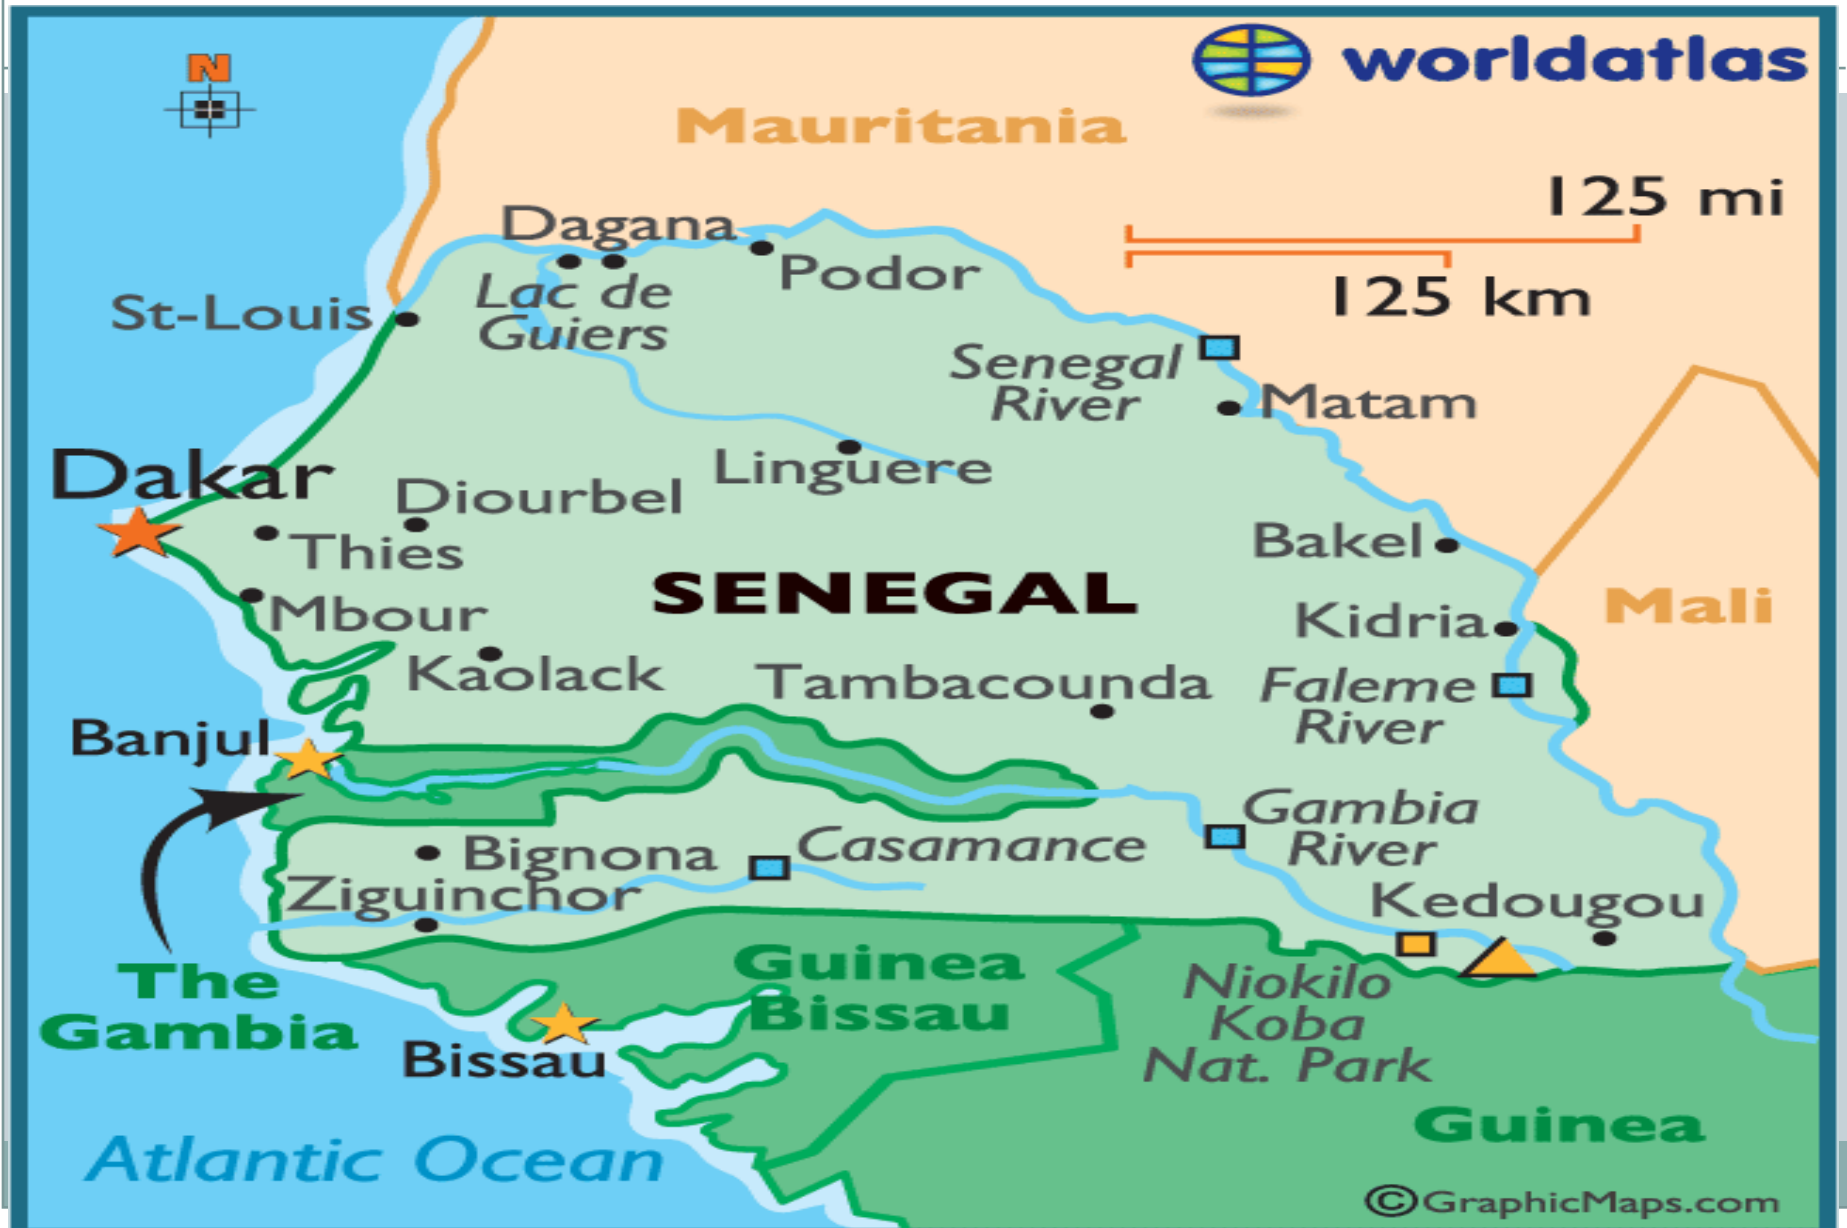 N
worldatlas
Mauritania
125 mi
125 km
Dagana
Podor
Lac de
Guiers
St-Louis
Senegal
River
Matam
Linguere
Dakar
Diourbel
Thies
Bakel
SENEGAL
Mali
Mbour
Kidria
Kaolack
Tambacounda
Faleme
River
Banjul
Gambia
River
Bignona
Casamance
Ziguinchor
Kedougou
The
Gambia
Guinea
Bissau
Niokilo
Koba
Nat. Park
Bissau
Guinea
Atlantic Ocean
©GraphicMaps.com